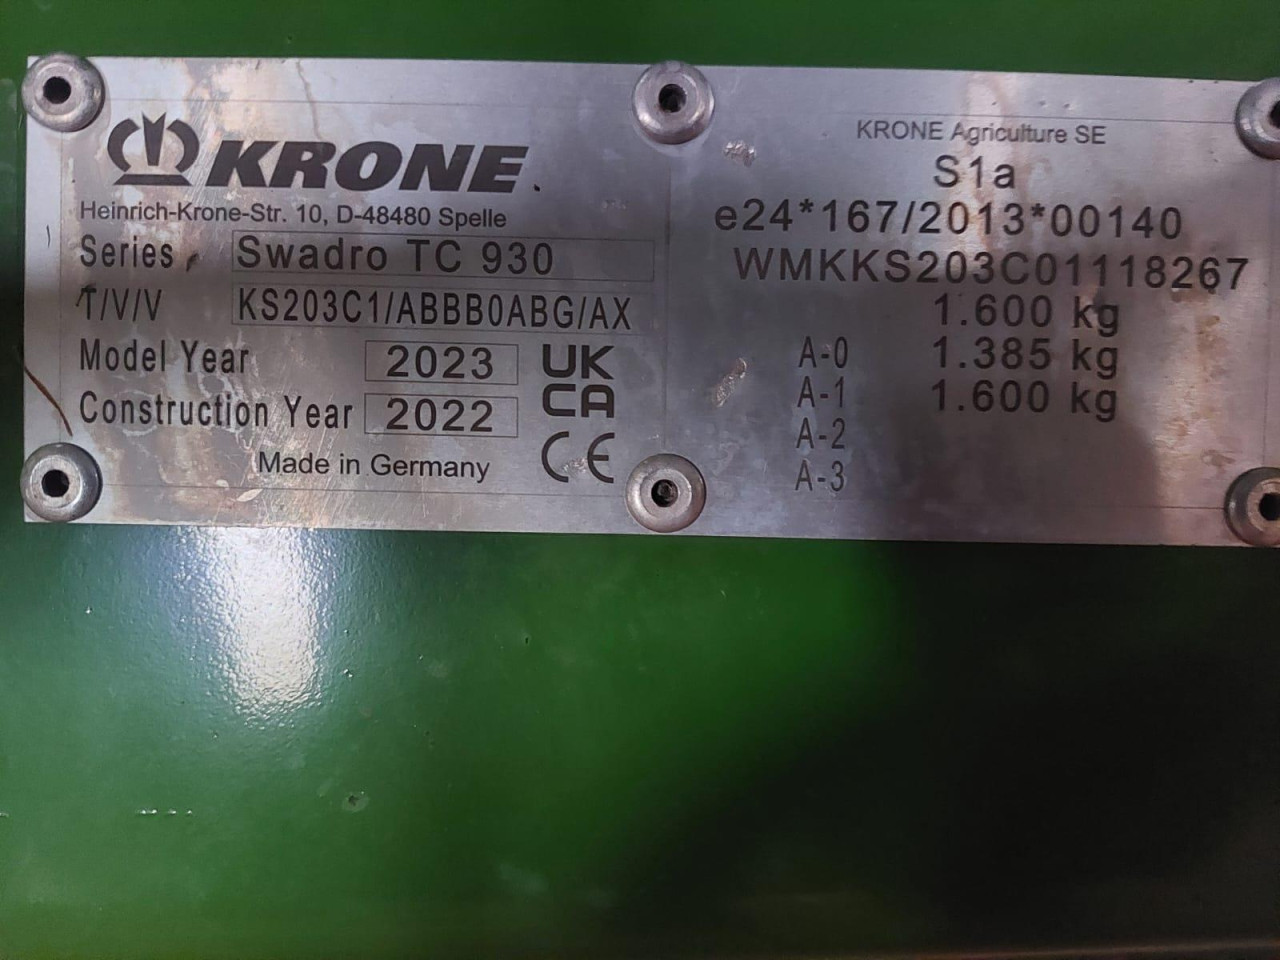 KRONE
Heinrich-Krone-Str. 10, D-48480 Spelle
Series Swadro TC 930
T/V/V KS203C1/ABBB0ABG/AX
Model Year 2023
Construction Year 2022
UK
CA
CE
Made in Germany
KRONE Agriculture SE
S1a
e24*167/2013*00140
WMKKS203C01118267
1.600 kg
A-0 1.385 kg
A-1 1.600 kg
A-2
A-3